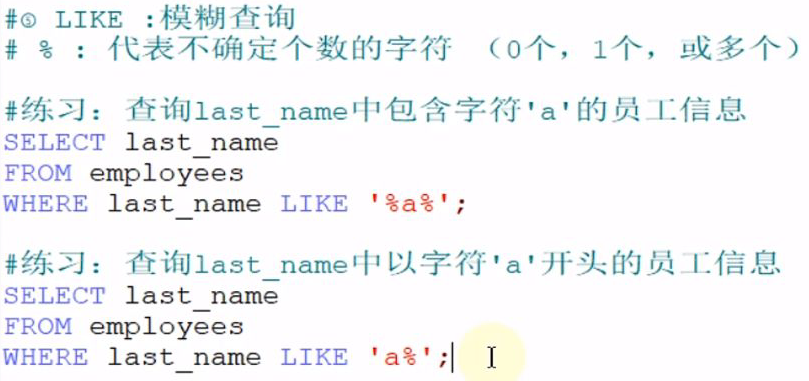 #⑤ LIKE :模糊查询
# % : 代表不确定个数的字符 （0个，1个，或多个）
#练习：查询last_name中包含字符'a'的员工信息
SELECT last_name
FROM employees
WHERE last_name LIKE '%a%';
#练习：查询last_name中以字符'a'开头的员工信息
SELECT last_name
FROM employees
WHERE last_name LIKE 'a%';